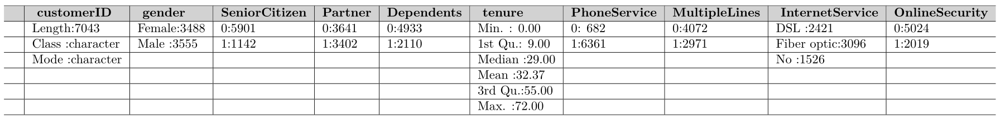 customerID gender SeniorCitizen Partner Dependents tenure PhoneService MultipleLines InternetService OnlineSecurity
Length:7043 Female:3488 0:5901 0:3641 0:4933 Min. : 0.00 0: 682 0:4072 DSL :2421 0:5024
Class :character Male :3555 1:1142 1:3402 1:2110 1st Qu.: 9.00 1:6361 1:2971 Fiber optic:3096 1:2019
Mode :character Median :29.00 No :1526
Mean :32.37
3rd Qu.:55.00
Max. :72.00